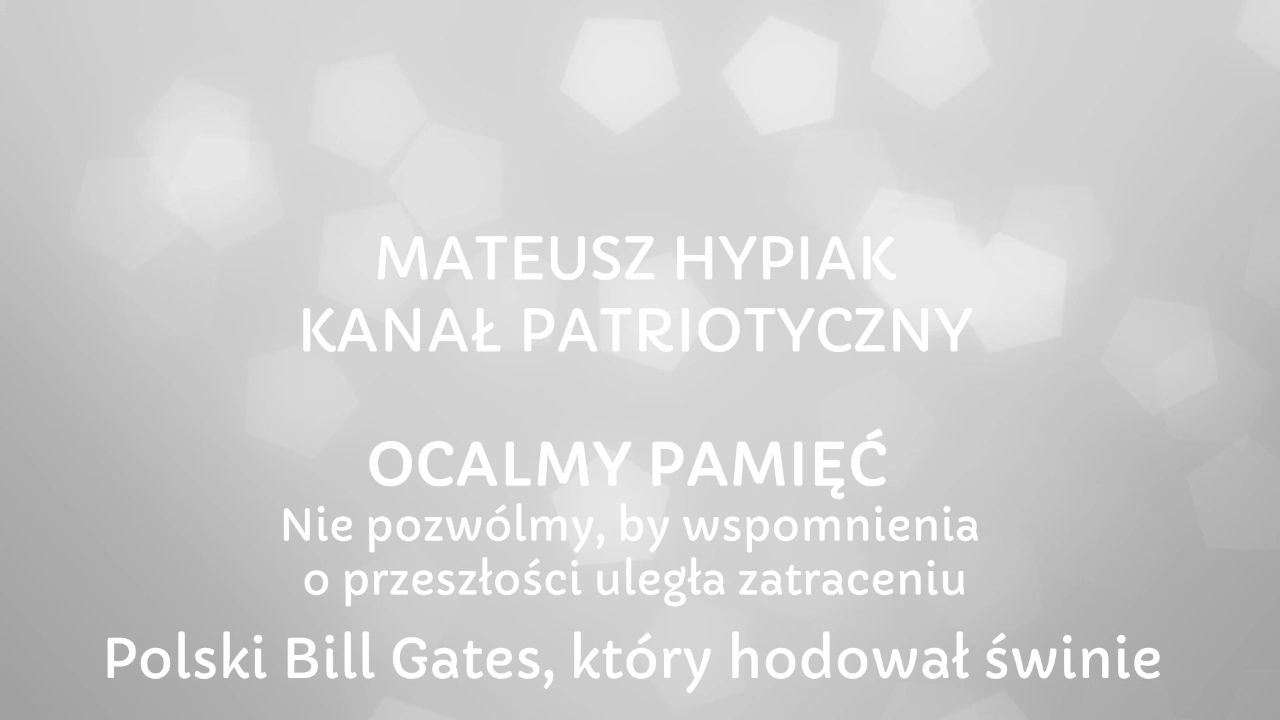 MATEUSZ HYPIAK
KANAŁ PATRIOTYCZNY
OCALMY PAMIĘĆ
Nie pozwólmy, by wspomnienia
o przeszłości uległa zatraceniu
Polski Bill Gates, który hodował świnie